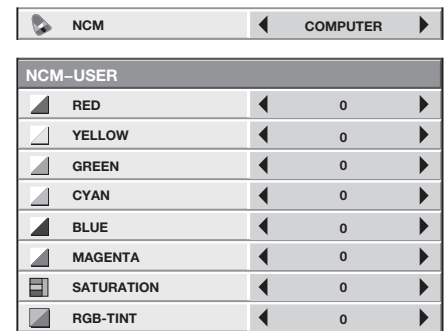 NCM COMPUTER
NCM–USER
RED 0
YELLOW 0
GREEN 0
CYAN 0
BLUE 0
MAGENTA 0
SATURATION 0
RGB-TINT 0